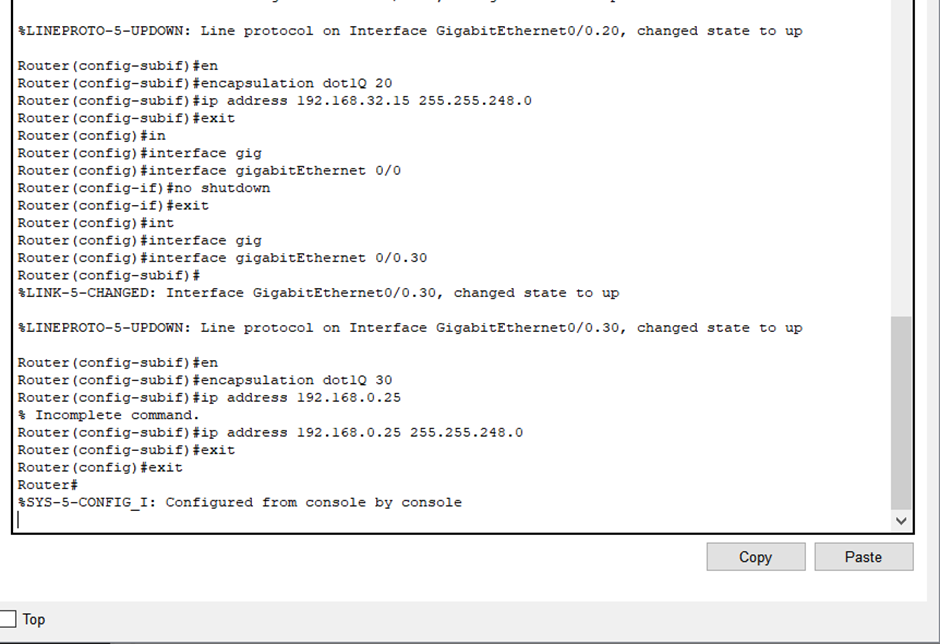 %LINEPROTO-5-UPDOWN: Line protocol on Interface GigabitEthernet0/0.20, changed state to up
Router(config-subif)#en
Router(config-subif)#encapsulation dot1Q 20
Router(config-subif)#ip address 192.168.32.15 255.255.248.0
Router(config-subif)#exit
Router(config)#in
Router(config)#interface gig
Router(config)#interface gigabitEthernet 0/0
Router(config-if)#no shutdown
Router(config-if)#exit
Router(config)#int
Router(config)#interface gig
Router(config)#interface gigabitEthernet 0/0.30
Router(config-subif)#
%LINK-5-CHANGED: Interface GigabitEthernet0/0.30, changed state to up
%LINEPROTO-5-UPDOWN: Line protocol on Interface GigabitEthernet0/0.30, changed state to up
Router(config-subif)#en
Router(config-subif)#encapsulation dot1Q 30
Router(config-subif)#ip address 192.168.0.25
% Incomplete command.
Router(config-subif)#ip address 192.168.0.25 255.255.248.0
Router(config-subif)#exit
Router(config)#exit
Router#
%SYS-5-CONFIG_I: Configured from console by console
Copy
Paste
Top